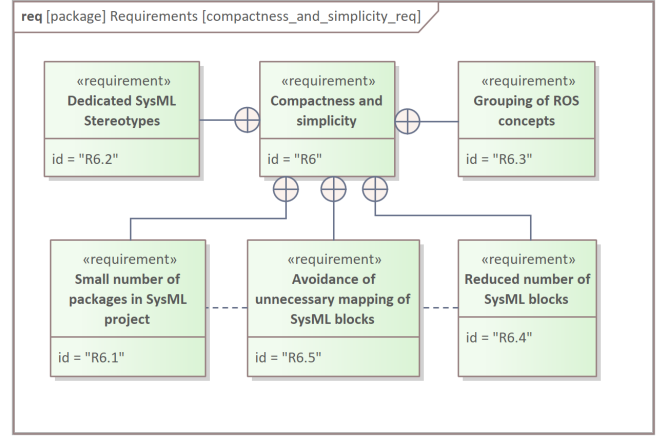 req [package] Requirements [compactness_and_simplicity_req]
«requirement»
Dedicated SysML
Stereotypes
id = "R6.2"
«requirement»
Compactness and
simplicity
id = "R6"
«requirement»
Grouping of ROS
concepts
id = "R6.3"
«requirement»
Small number of
packages in SysML
project
id = "R6.1"
«requirement»
Avoidance of
unnecessary mapping of
SysML blocks
id = "R6.5"
«requirement»
Reduced number of
SysML blocks
id = "R6.4"